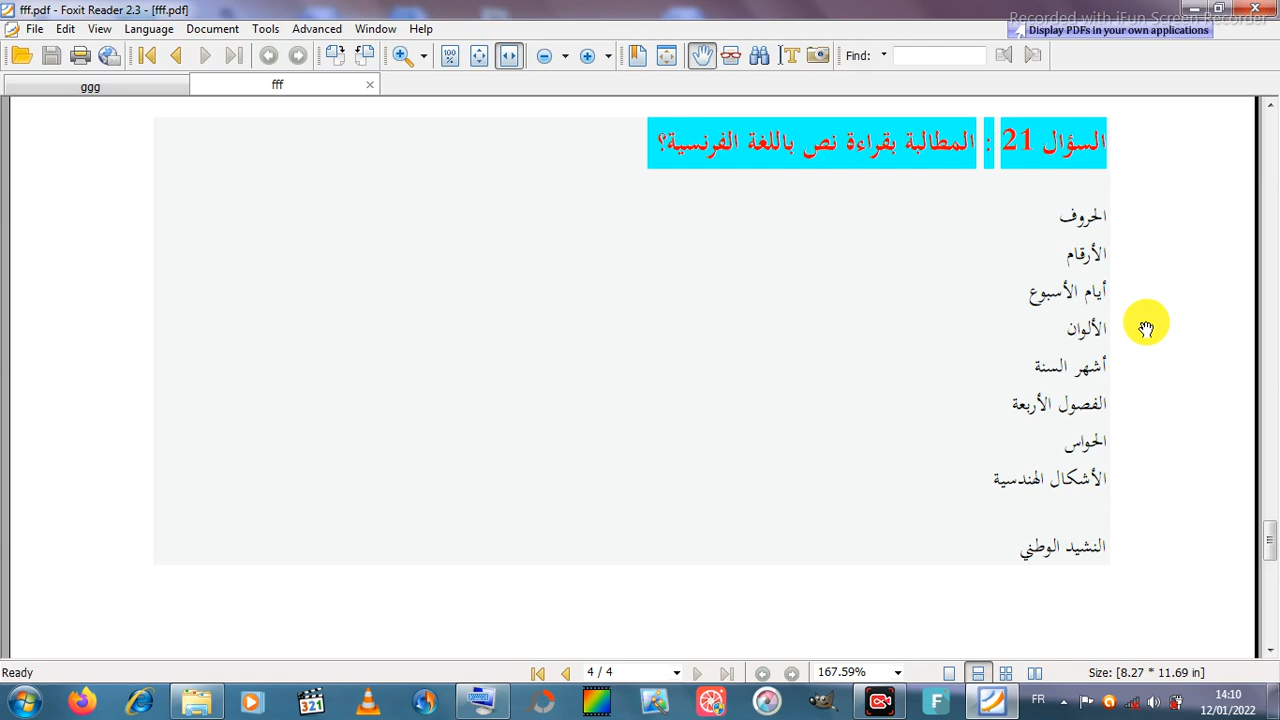 fff.pdf - Foxit Reader 2.3 - [fff.pdf]
Recorded with iFun Screen Recorder
File Edit View Language Document Tools Advanced Window Help
Display PDFs in your own applications
Find:
ggg
fff
السؤال 21 : المطالبة بقراءة نص باللغة الفرنسية؟
الحروف
الأرقام
أيام الأسبوع
الألوان
أشهر السنة
الفصول الأربعة
الحواس
الأشكال الهندسية
النشيد الوطني
Ready
4 / 4
167.59%
Size: [8.27 * 11.69 in]
321
FR
14:10
12/01/2022